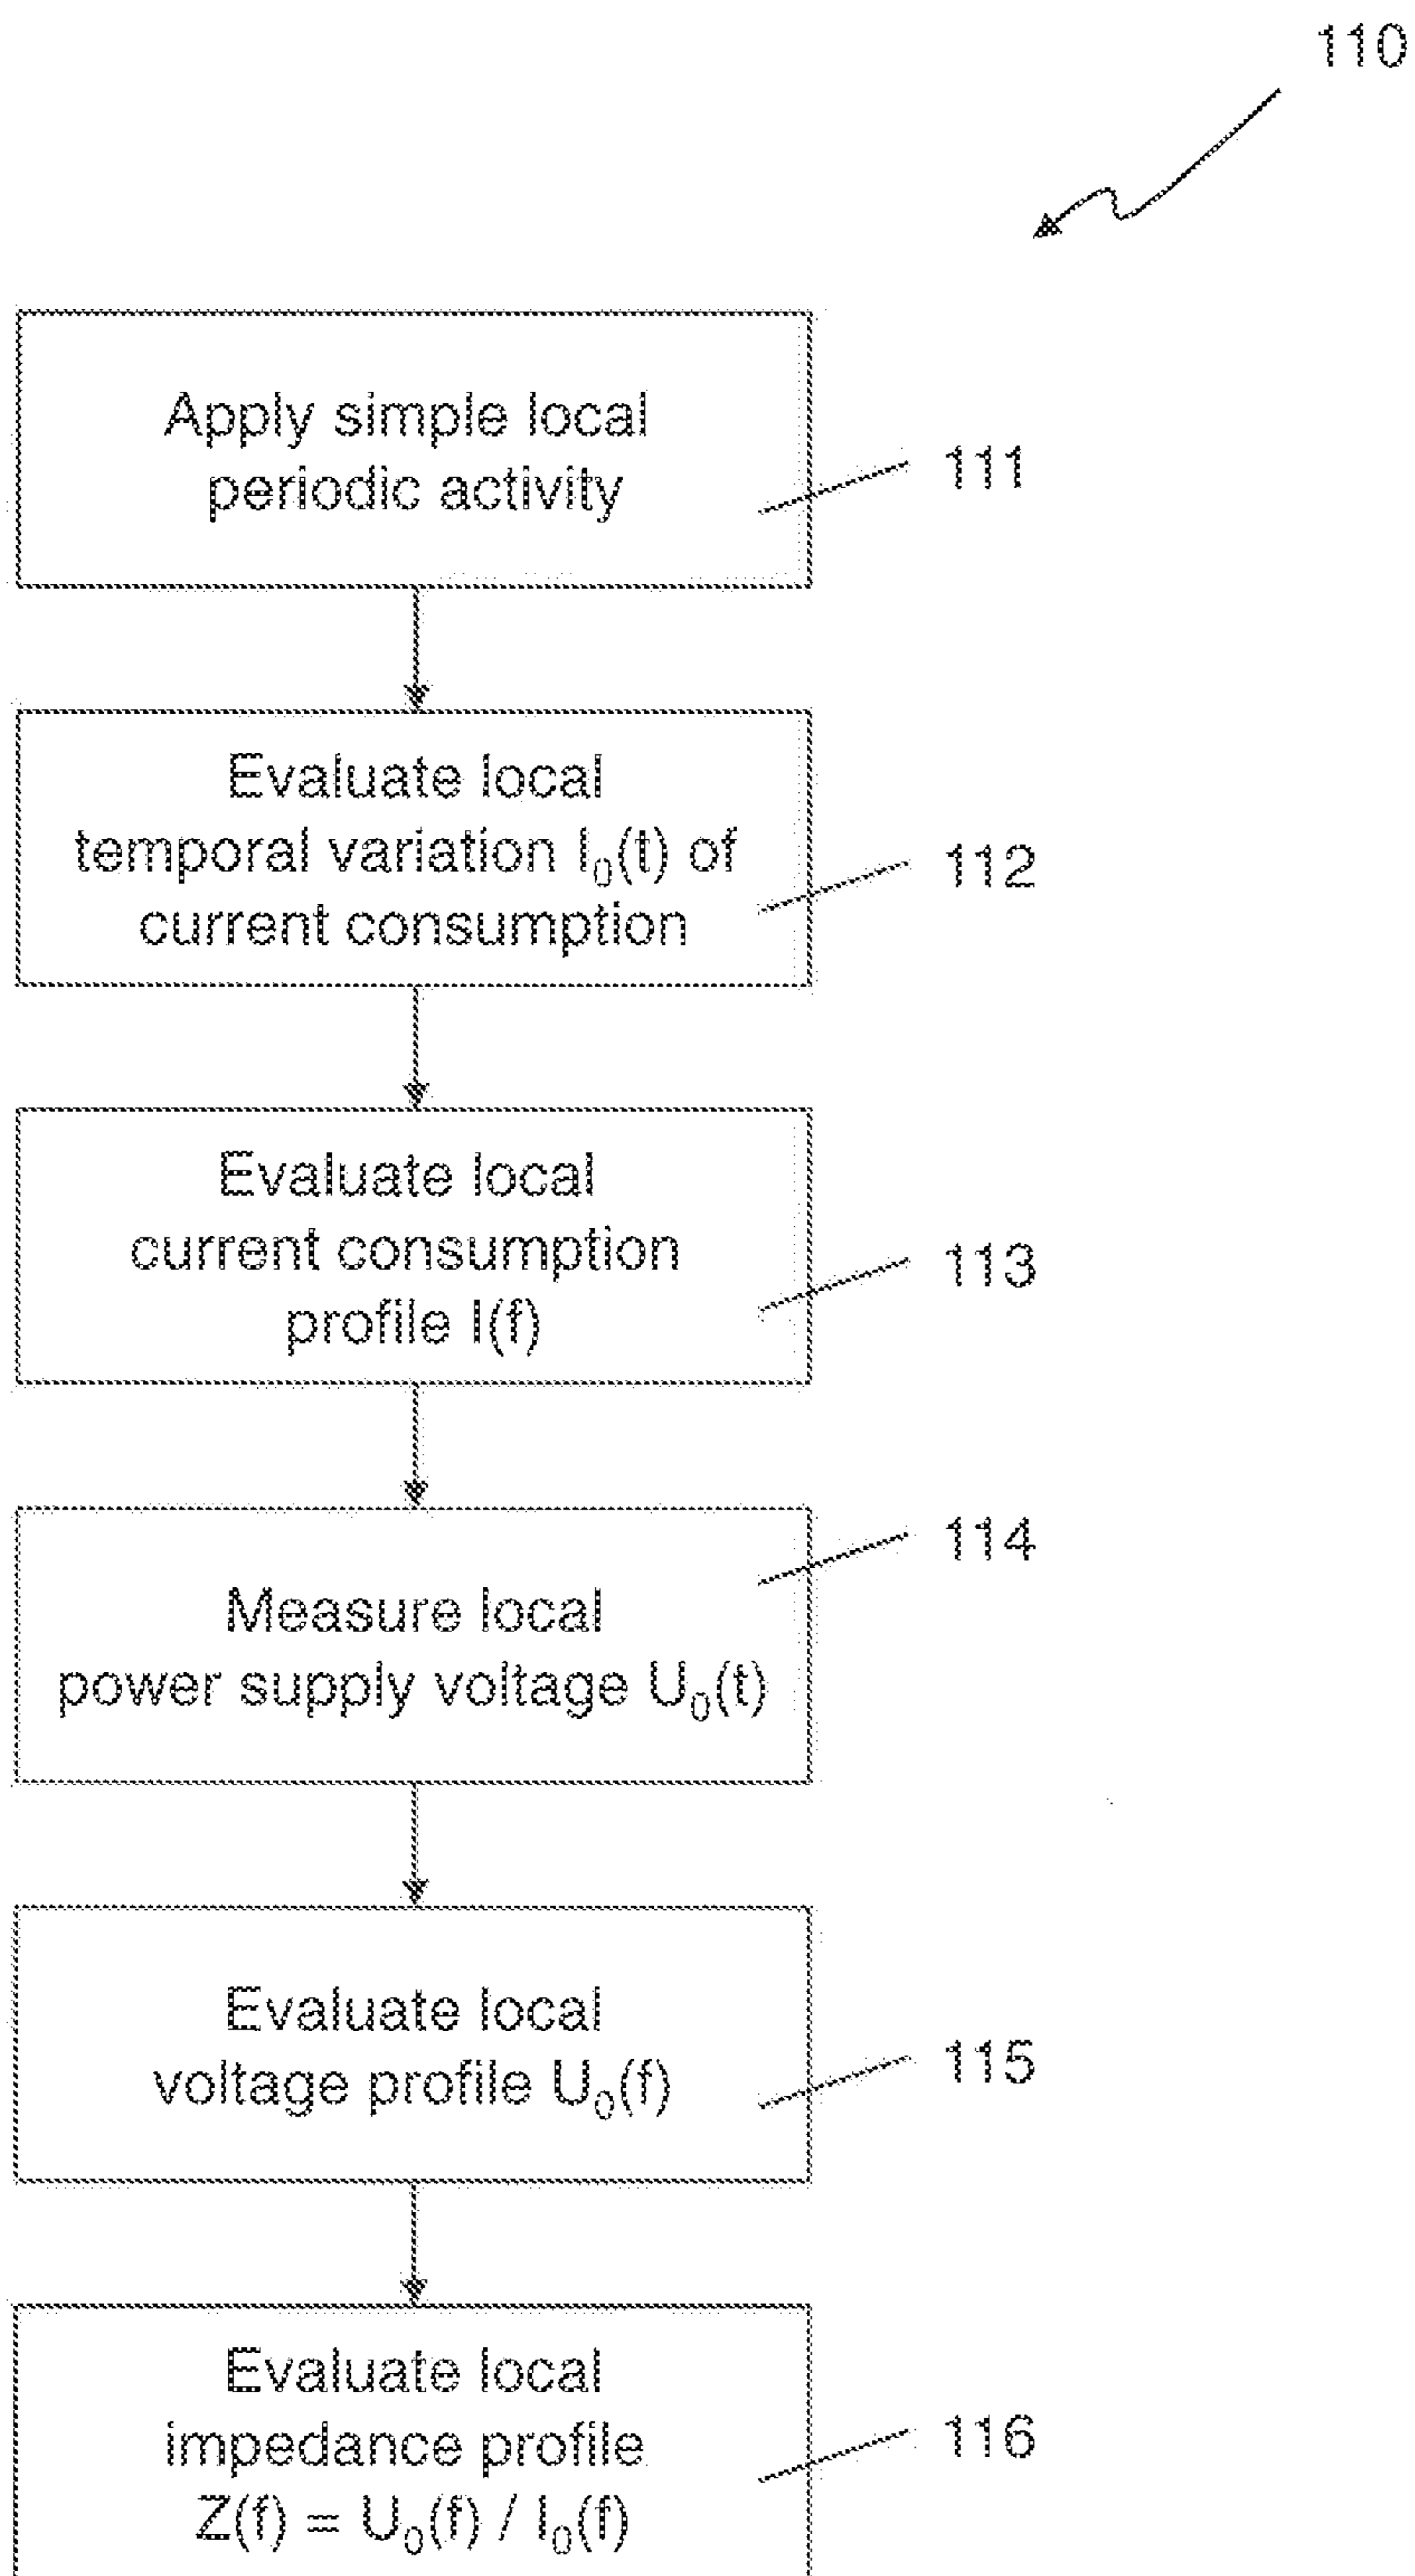 110
Apply simple local
periodic activity
111
Evaluate local
temporal variation I₀(t) of
current consumption
112
Evaluate local
current consumption
profile I(f)
113
Measure local
power supply voltage U₀(t)
114
Evaluate local
voltage profile U₀(f)
115
Evaluate local
impedance profile
Z(f) = U₀(f) / I₀(f)
116